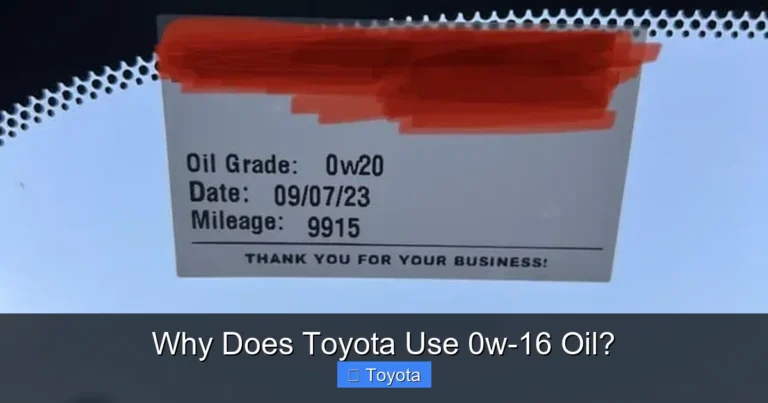 Oil Grade: 0w20
Date: 09/07/23
Mileage: 9915
THANK YOU FOR YOUR BUSINESS!
Why Does Toyota Use 0w-16 Oil?
Toyota